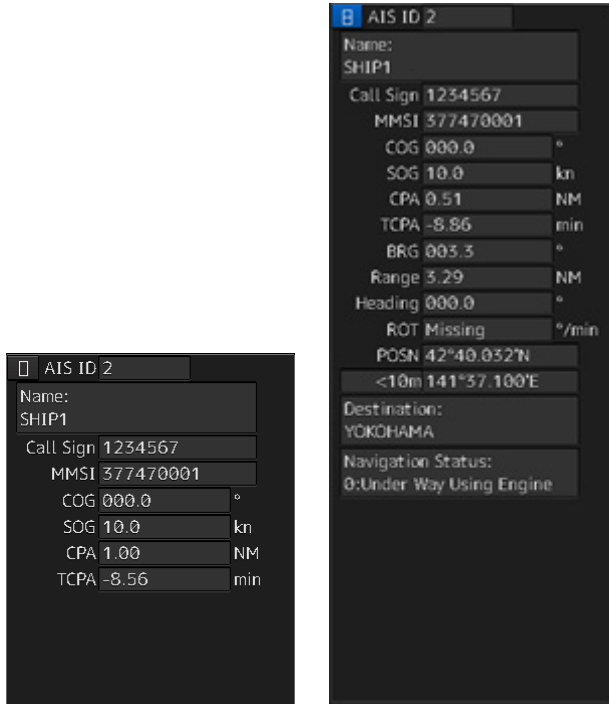 AIS ID 2
Name:
SHIP1
Call Sign 1234567
MMSI 377470001
COG 000.0 °
SOG 10.0 kn
CPA 1.00 NM
TCPA -8.56 min
AIS ID 2
Name:
SHIP1
Call Sign 1234567
MMSI 377470001
COG 000.0 °
SOG 10.0 kn
CPA 0.51 NM
TCPA -8.86 min
BRG 003.3 °
Range 3.29 NM
Heading 000.0 °
ROT Missing °/min
POSN 42°40.032'N
<10m 141°37.100'E
Destination:
YOKOHAMA
Navigation Status:
0:Under Way Using Engine